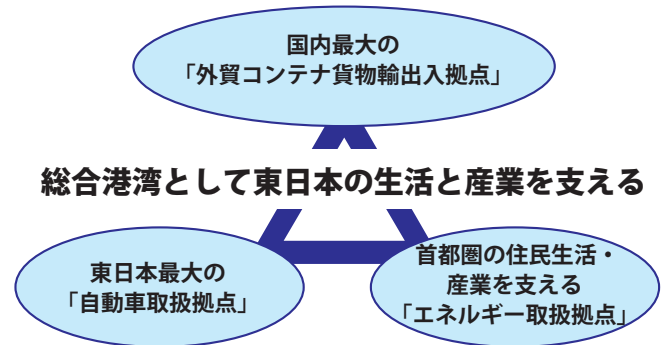 国内最大の
「外貿コンテナ貨物輸出入拠点」
総合港湾として東日本の生活と産業を支える
東日本最大の
「自動車取扱拠点」
首都圏の住民生活・
産業を支える
「エネルギー取扱拠点」